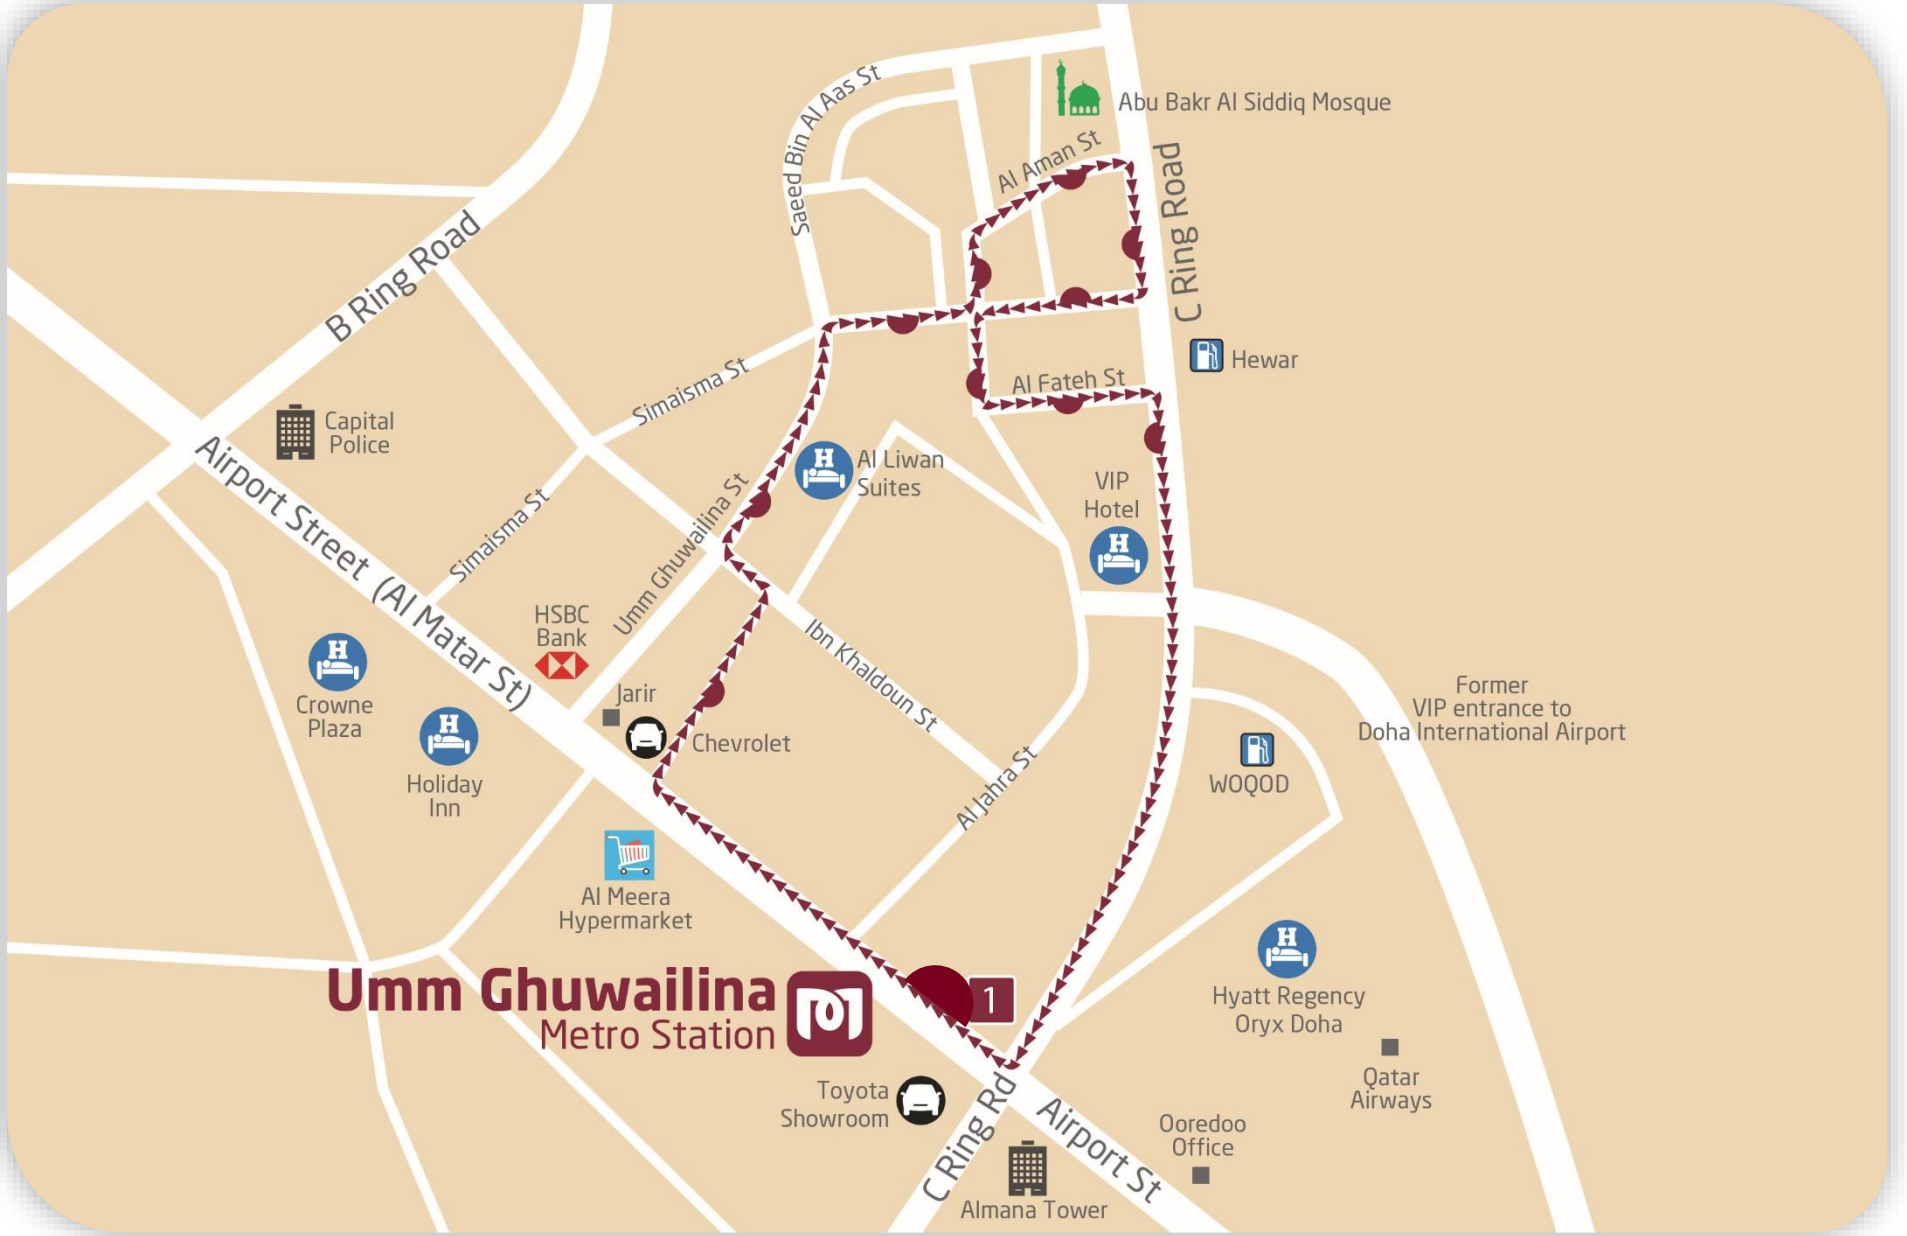 Saeed Bin Al Aas St
Abu Bakr Al Siddiq Mosque
Al Aman St
C Ring Road
B Ring Road
Hewar
Simaisma St
Al Fateh St
Capital
Police
Al Liwan
Suites
VIP
Hotel
Airport Street (Al Matar St)
Simaisma St
Umm Ghuwailina St
HSBC
Bank
Ibn Khaldoun St
Crowne
Plaza
Jarir
Chevrolet
Former
VIP entrance to
Doha International Airport
Holiday
Inn
Al Jahra St
WOQOD
Al Meera
Hypermarket
Umm Ghuwailina
Metro Station
1
Hyatt Regency
Oryx Doha
Toyota
Showroom
Qatar
Airways
C Ring Rd
Airport St
Ooredoo
Office
Almana Tower
H
H
H
H
H